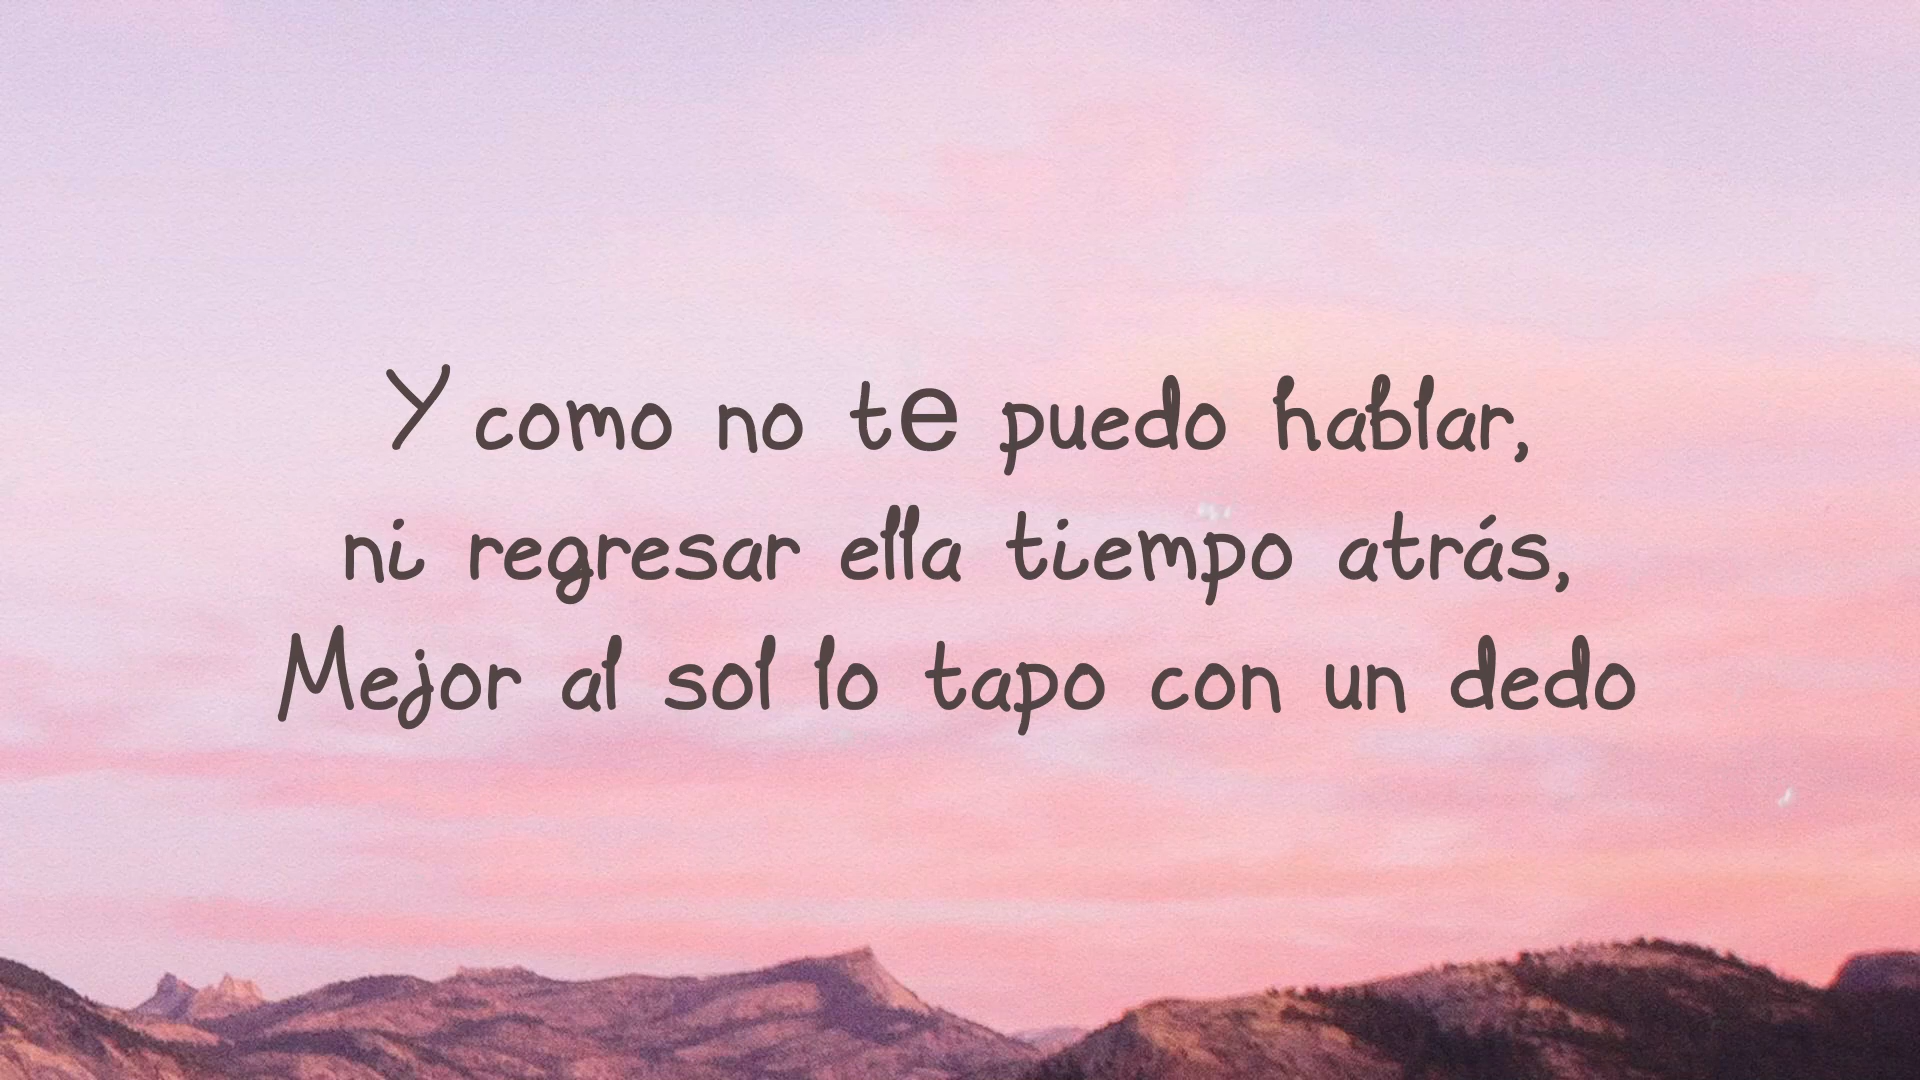 Y como no te puedo hablar,
ni regresar ella tiempo atrás,
Mejor al sol lo tapo con un dedo